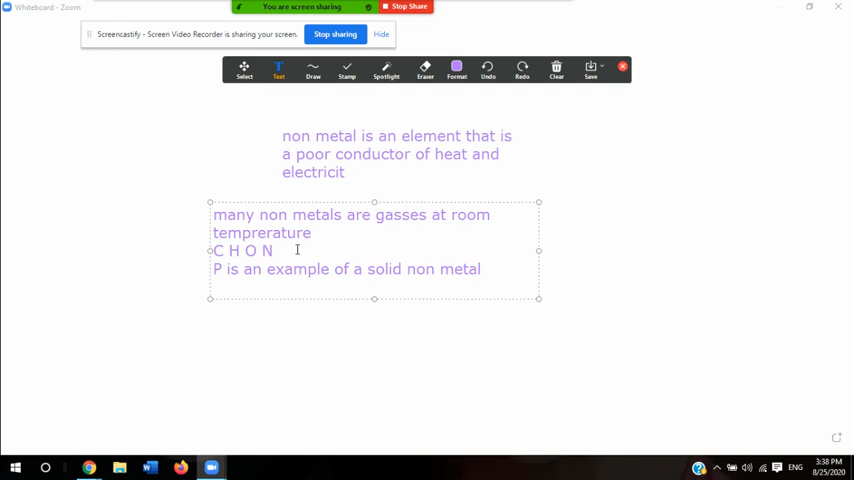 Whiteboard - Zoom
You are screen sharing
Stop Share
Screencastify - Screen Video Recorder is sharing your screen.
Stop sharing
Hide
Select
Text
Draw
Stamp
Spotlight
Eraser
Format
Undo
Redo
Clear
Save
non metal is an element that is
a poor conductor of heat and
electricit
many non metals are gasses at room
temprerature
C H O N
P is an example of a solid non metal
ENG
3:38 PM
8/25/2020